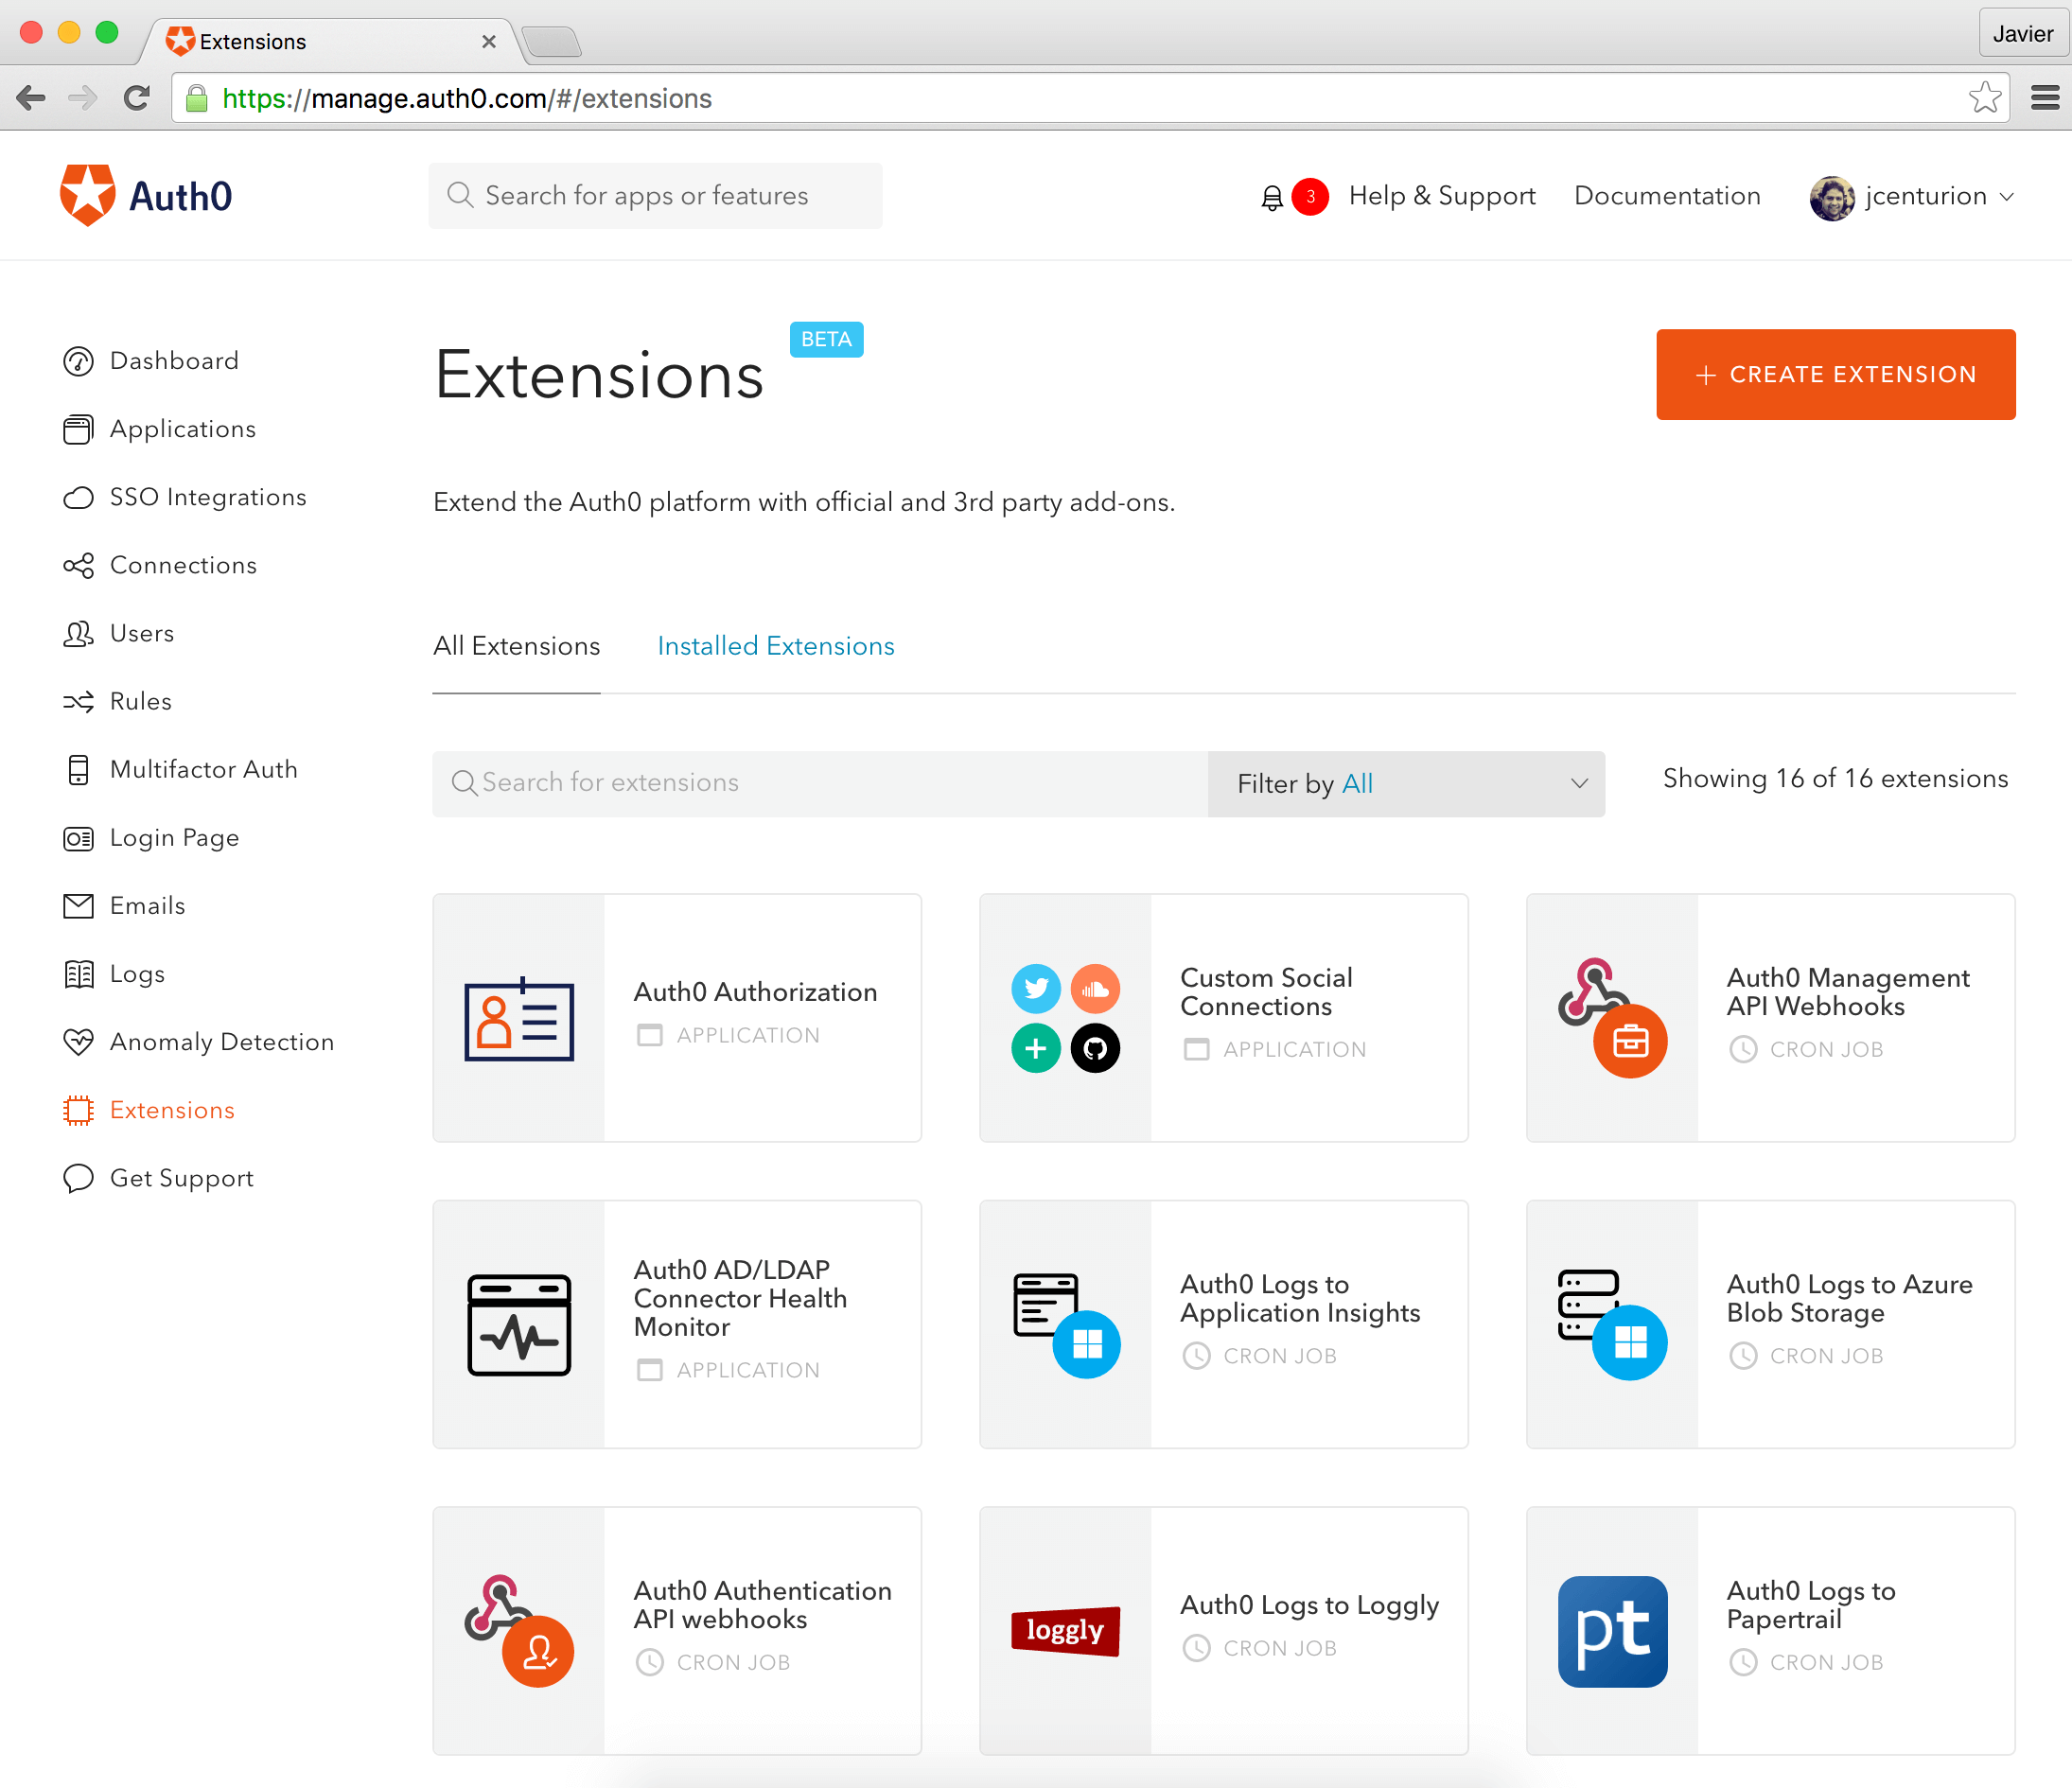 Extensions
Javier
https://manage.auth0.com/#/extensions
Auth0
Search for apps or features
3
Help & Support
Documentation
jcenturion
Dashboard
Applications
SSO Integrations
Connections
Users
Rules
Multifactor Auth
Login Page
Emails
Logs
Anomaly Detection
Extensions
Get Support
Extensions
BETA
+ CREATE EXTENSION
Extend the Auth0 platform with official and 3rd party add-ons.
All Extensions
Installed Extensions
Search for extensions
Filter by All
Showing 16 of 16 extensions
Auth0 Authorization
APPLICATION
Custom Social
Connections
APPLICATION
Auth0 Management
API Webhooks
CRON JOB
Auth0 AD/LDAP
Connector Health
Monitor
APPLICATION
Auth0 Logs to
Application Insights
CRON JOB
Auth0 Logs to Azure
Blob Storage
CRON JOB
Auth0 Authentication
API webhooks
CRON JOB
loggly
Auth0 Logs to Loggly
CRON JOB
pt
Auth0 Logs to
Papertrail
CRON JOB